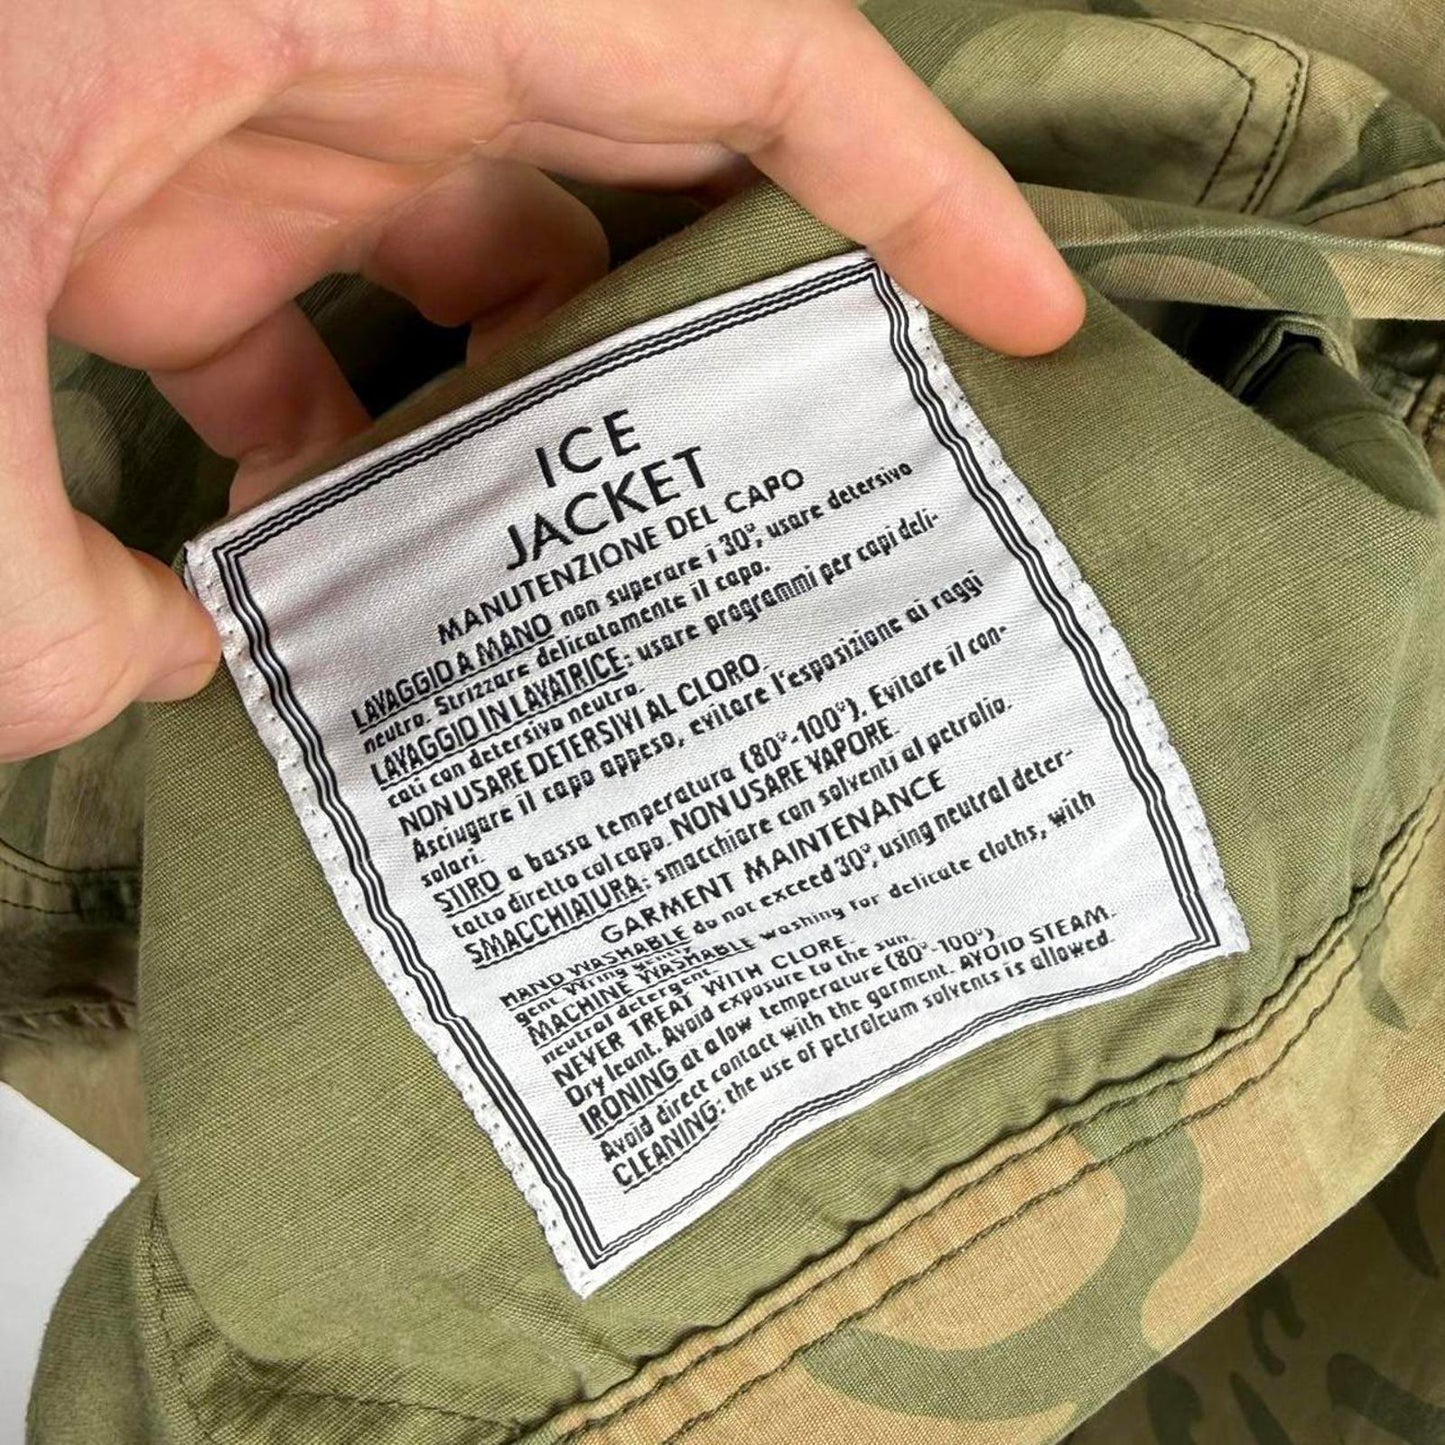 ICE
JACKET
MANUTENZIONE DEL CAPO
LAVAGGIO A MANO non superare i 30°, usare detersivo
neutro. Strizzare delicatamente il capo.
LAVAGGIO IN LAVATRICE: usare programmi per capi deli-
cati con detersivo neutro.
NON USARE DETERSIVI AL CLORO.
Asciugare il capo appeso, evitare l'esposizione ai raggi
solari.
STIRO a bassa temperatura (80°-100°). Evitare il con-
tatto diretto col capo. NON USARE VAPORE.
SMACCHIATURA: smacchiare con solventi al petrolio.
GARMENT MAINTENANCE
HAND WASHABLE do not exceed 30°, using neutral deter-
gent. Wring gently.
MACHINE WASHABLE washing for delicate cloths, with
neutral detergent.
NEVER TREAT WITH CLORE.
Dry leant. Avoid exposure to the sun.
IRONING at a low temperature (80°-100°)
Avoid direct contact with the garment. AVOID STEAM.
CLEANING: the use of petroleum solvents is allowed.